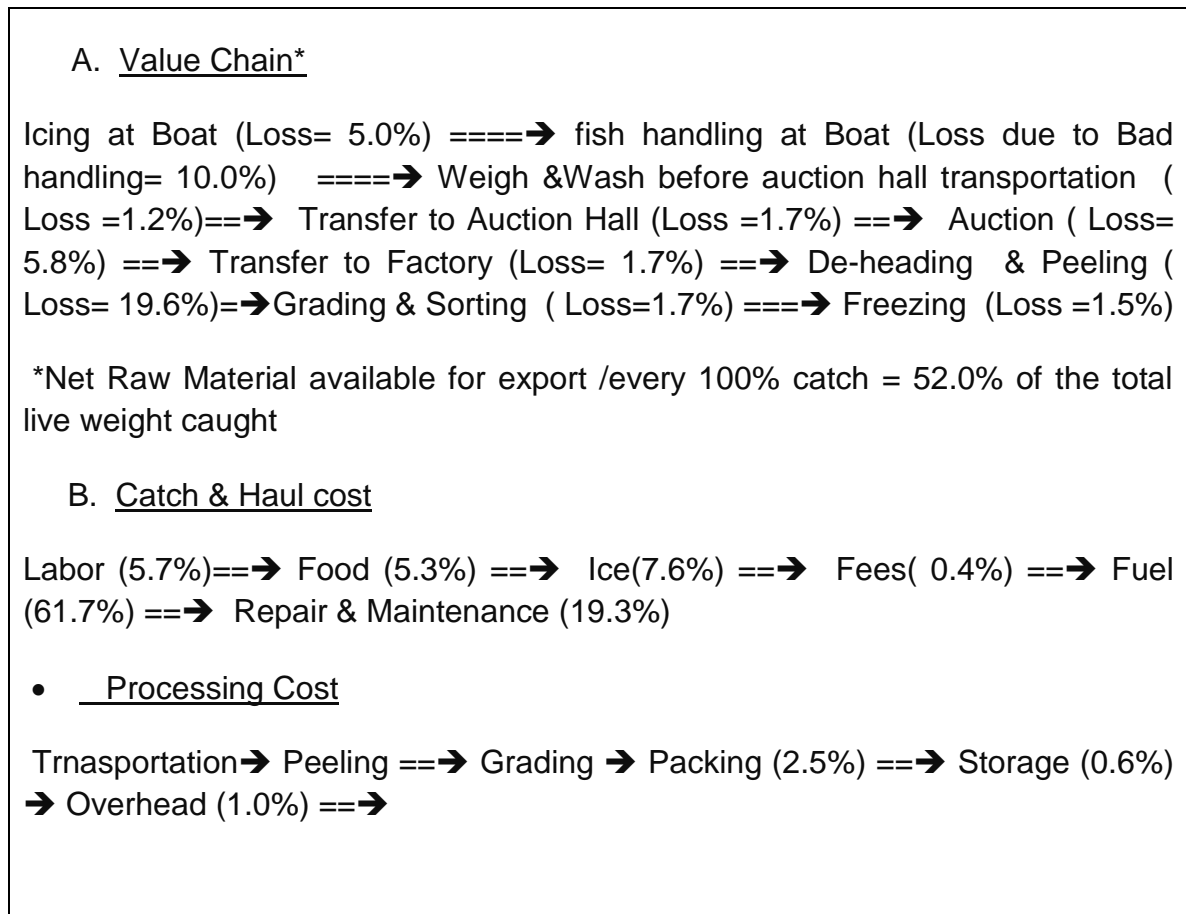 A. Value Chain*
Icing at Boat (Loss= 5.0%) ====➔ fish handling at Boat (Loss due to Bad
handling= 10.0%) ====➔ Weigh &Wash before auction hall transportation (
Loss =1.2%)==➔ Transfer to Auction Hall (Loss =1.7%) ==➔ Auction ( Loss=
5.8%) ==➔ Transfer to Factory (Loss= 1.7%) ==➔ De-heading & Peeling (
Loss= 19.6%)=➔Grading & Sorting ( Loss=1.7%) ===➔ Freezing (Loss =1.5%)
*Net Raw Material available for export /every 100% catch = 52.0% of the total
live weight caught
B. Catch & Haul cost
Labor (5.7%)==➔ Food (5.3%) ==➔ Ice(7.6%) ==➔ Fees( 0.4%) ==➔ Fuel
(61.7%) ==➔ Repair & Maintenance (19.3%)
• Processing Cost
Trnasportation➔ Peeling ==➔ Grading ➔ Packing (2.5%) ==➔ Storage (0.6%)
➔ Overhead (1.0%) ==➔